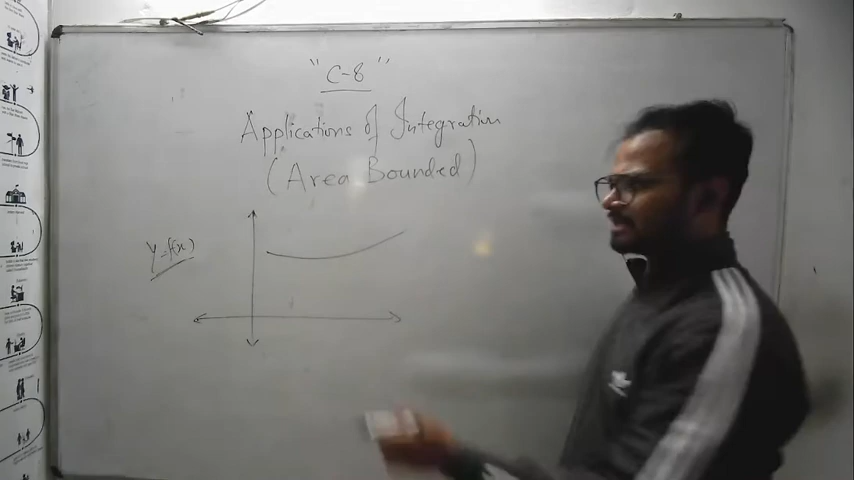 "C-8"
Applications of Integration
(Area Bounded)
y=f(x)